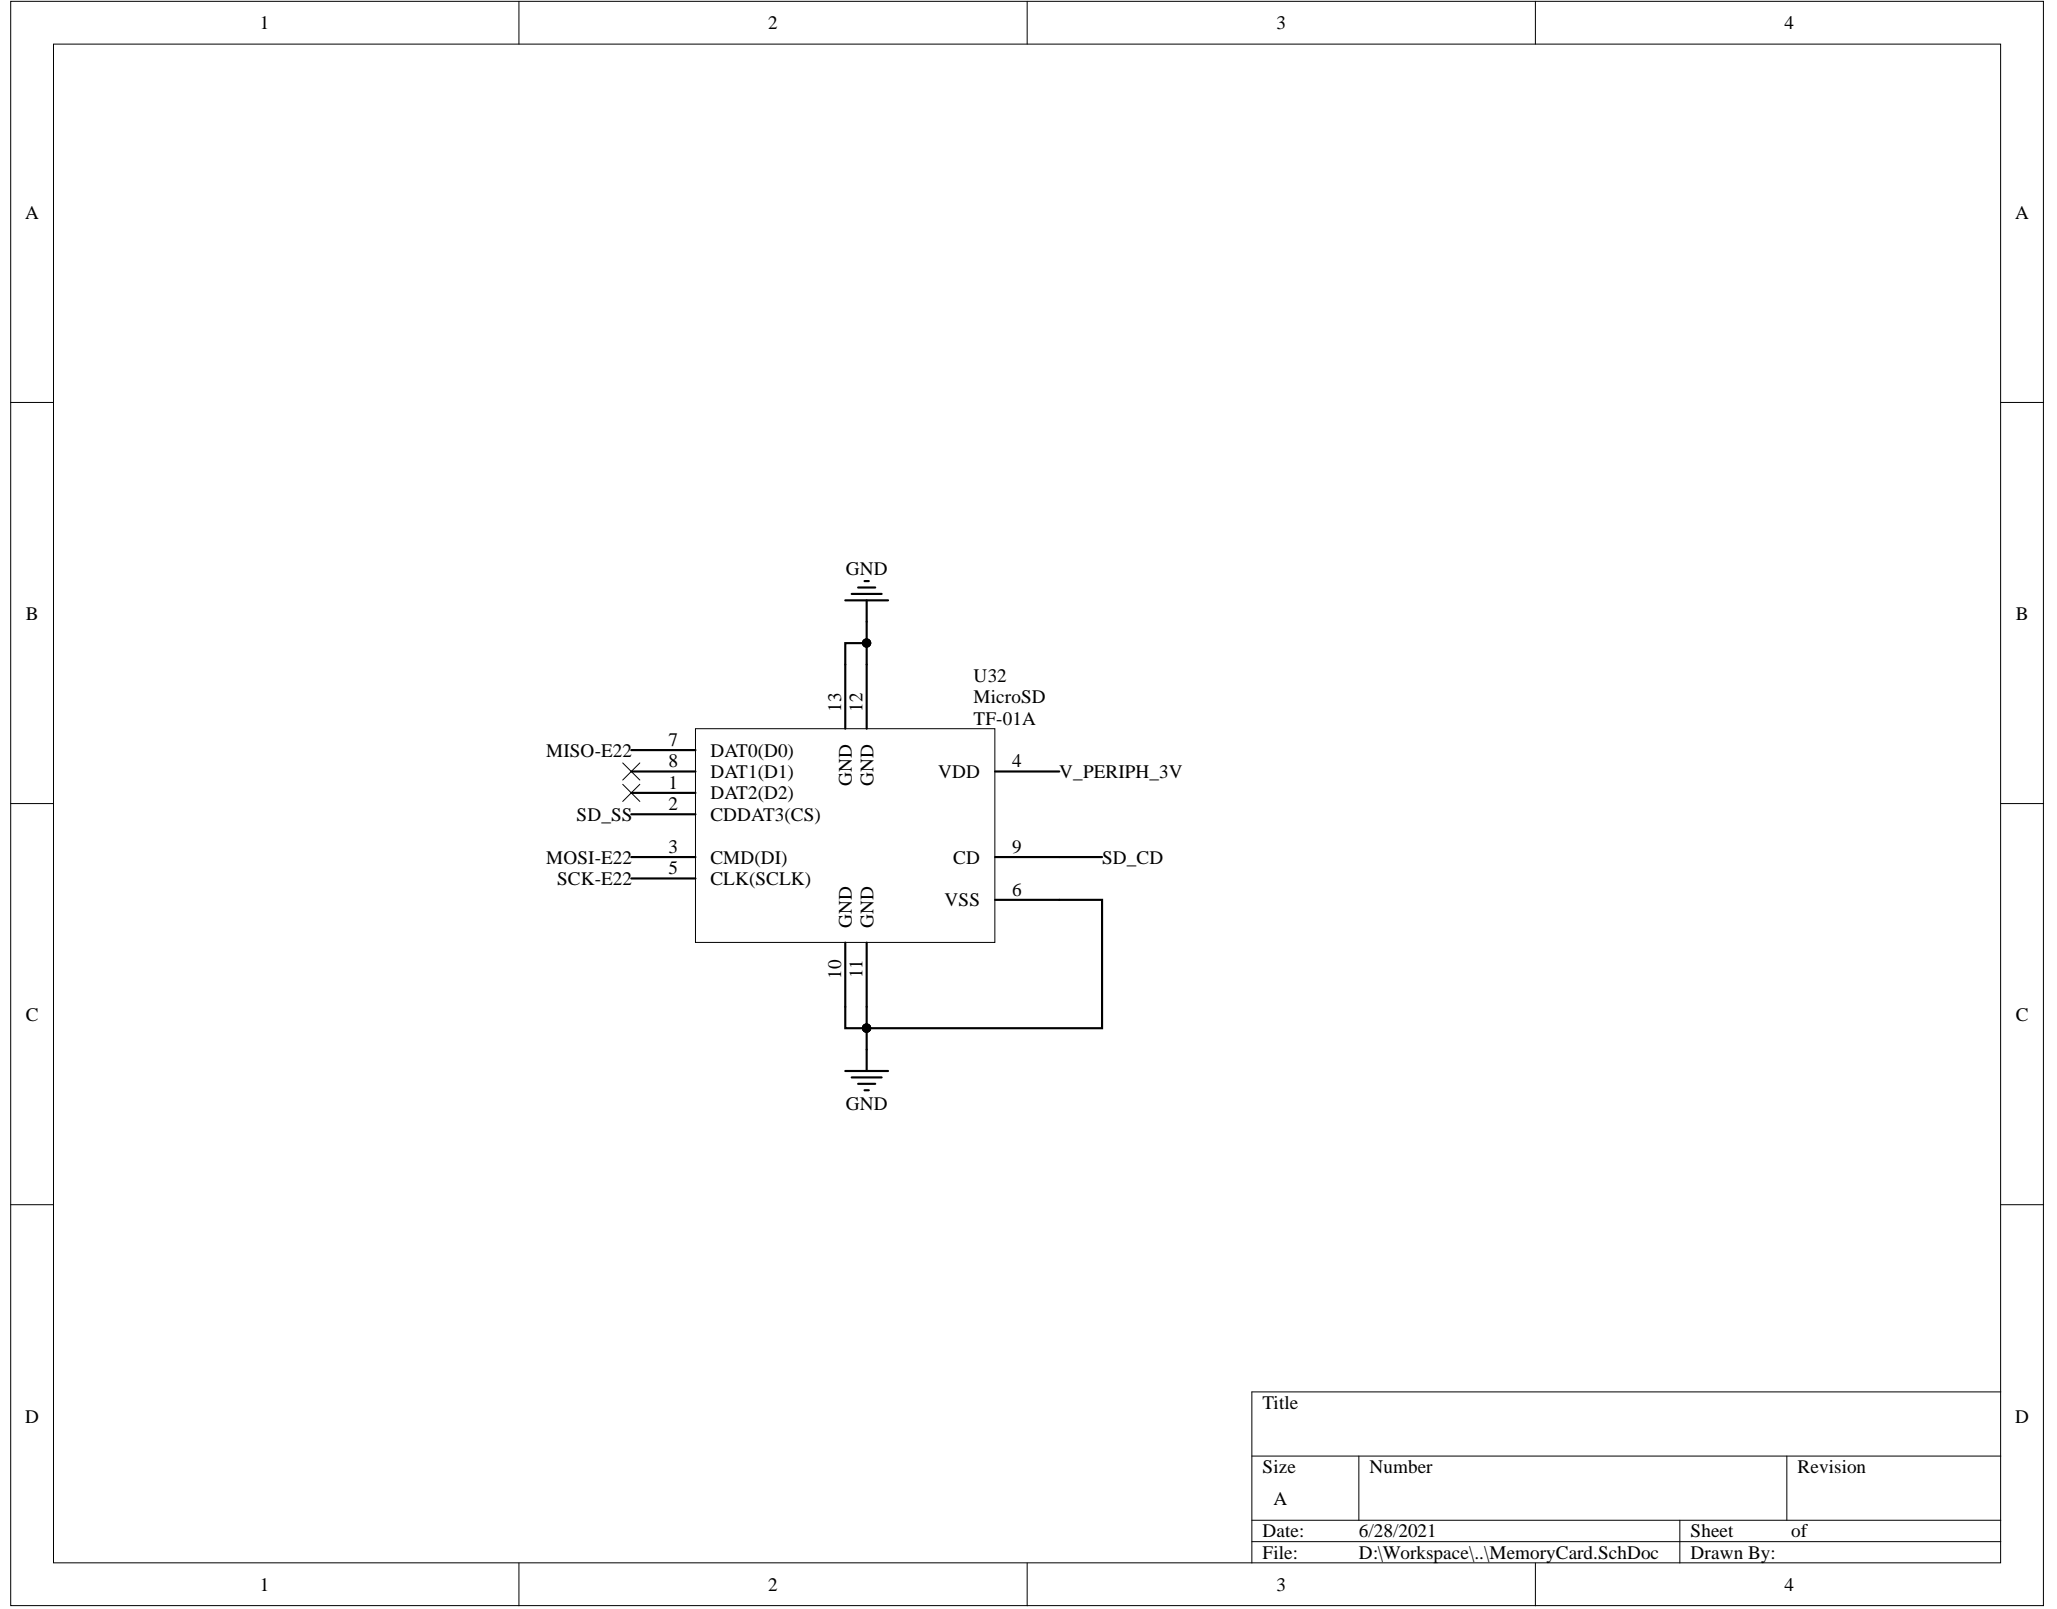 1 2 3 4
A A
GND
B B
U32
MicroSD
TF-01A
13 12
MISO-E22 7 DAT0(D0) GND GND
8 DAT1(D1) VDD 4 V_PERIPH_3V
1 DAT2(D2)
SD_SS 2 CDDAT3(CS)
MOSI-E22 3 CMD(DI) CD 9 SD_CD
SCK-E22 5 CLK(SCLK)
GND GND VSS 6
10 11
C C
GND
Title
D D
Size Number Revision
A
Date: 6/28/2021 Sheet of
File: D:\Workspace\..\MemoryCard.SchDoc Drawn By:
1 2 3 4